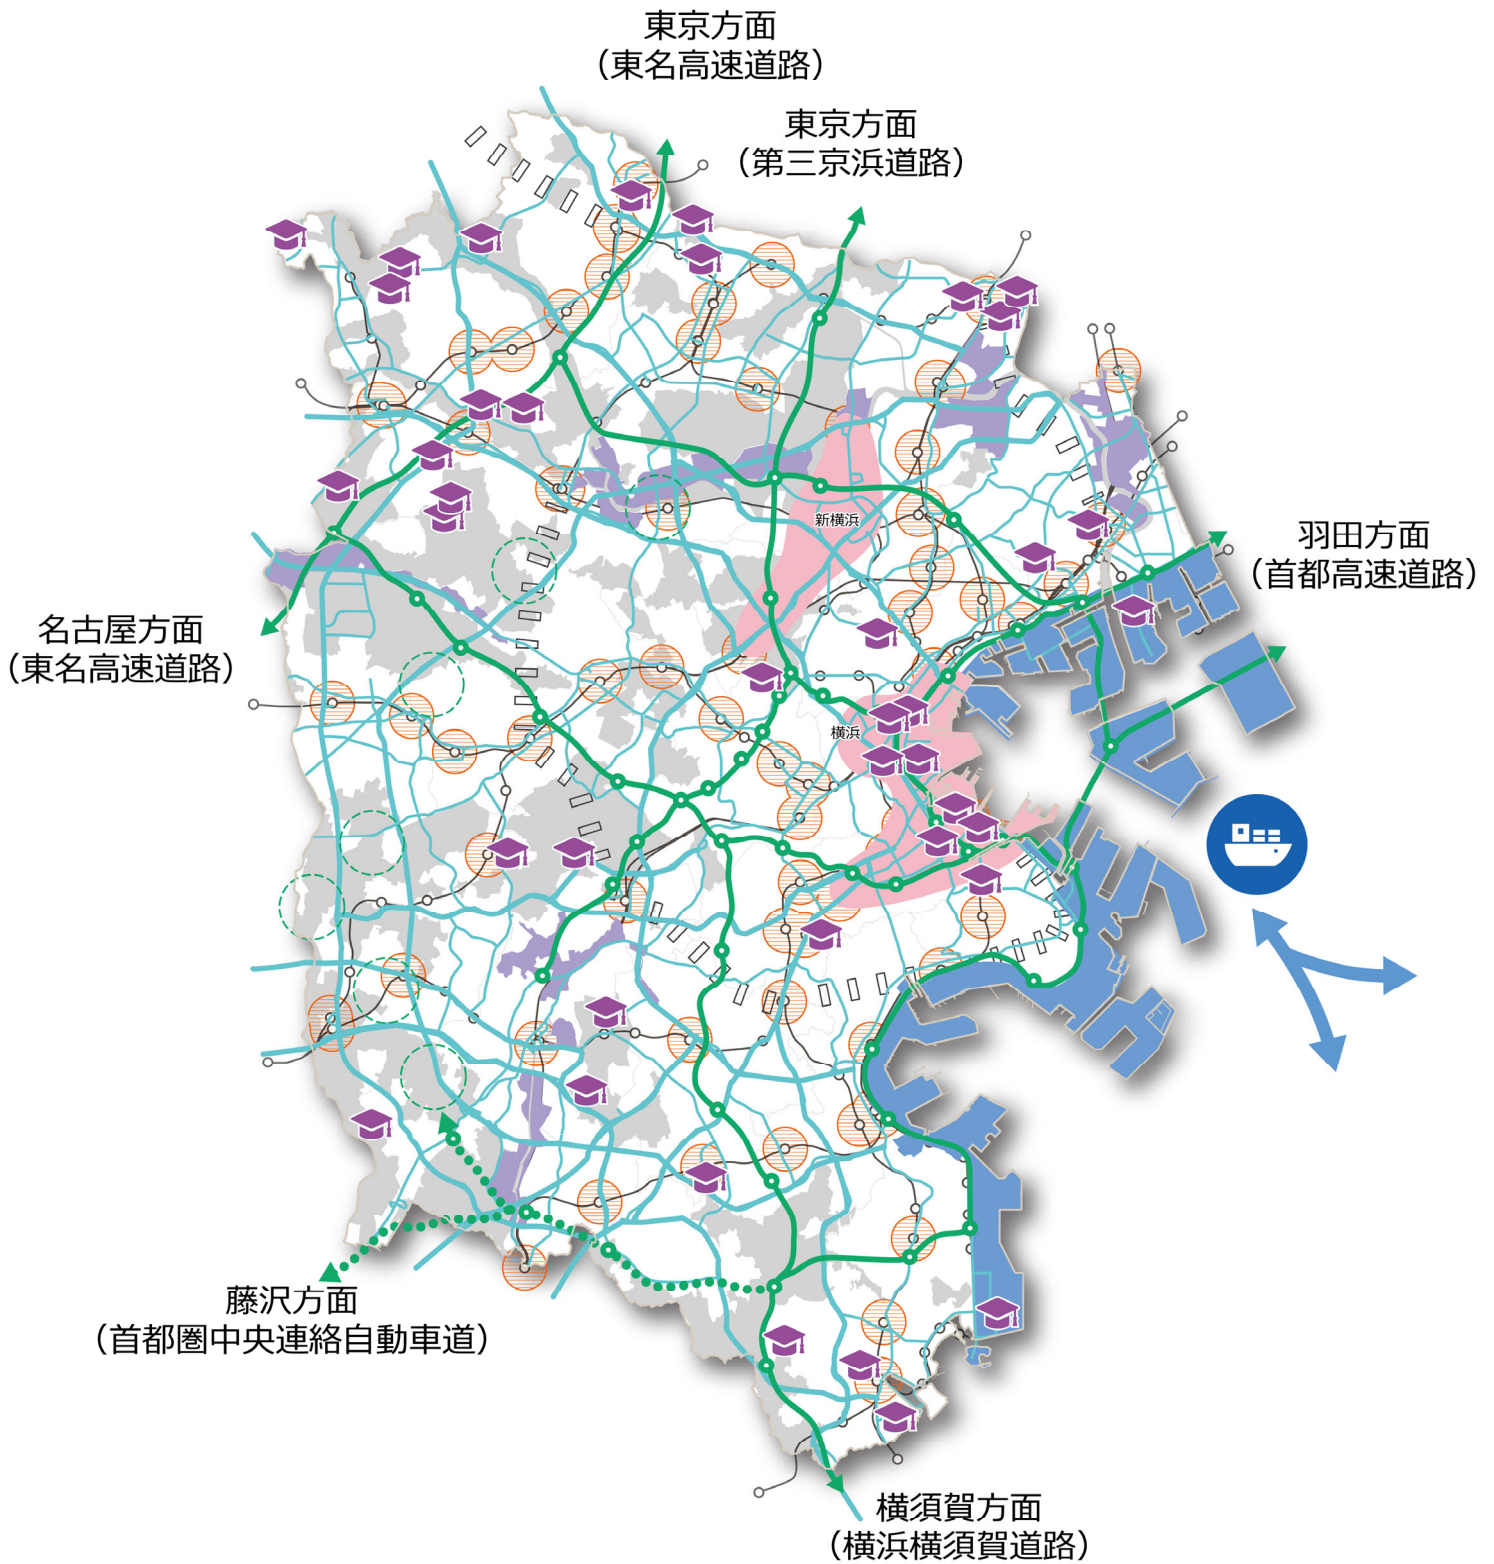 東京方面
（東名高速道路）
東京方面
（第三京浜道路）
新横浜
羽田方面
（首都高速道路）
名古屋方面
（東名高速道路）
横浜
藤沢方面
（首都圏中央連絡自動車道）
横須賀方面
（横浜横須賀道路）